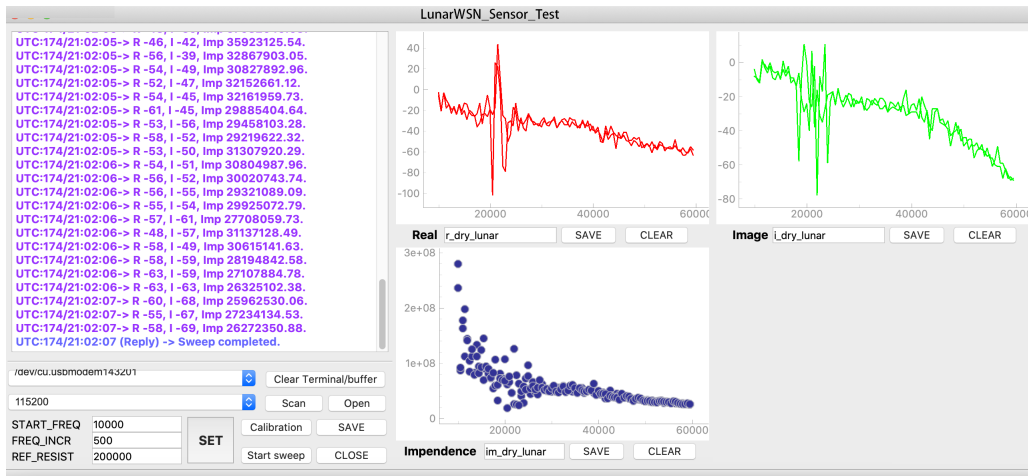 LunarWSN_Sensor_Test
UTC:174/21:02:05-> R -46, I -42, Imp 35923125.54.
UTC:174/21:02:05-> R -56, I -39, Imp 32867903.05.
UTC:174/21:02:05-> R -54, I -49, Imp 30827892.96.
UTC:174/21:02:05-> R -52, I -47, Imp 32152661.12.
UTC:174/21:02:05-> R -54, I -45, Imp 32161959.73.
UTC:174/21:02:05-> R -61, I -45, Imp 29885404.64.
UTC:174/21:02:05-> R -53, I -56, Imp 29458103.28.
UTC:174/21:02:05-> R -58, I -52, Imp 29219622.32.
UTC:174/21:02:05-> R -53, I -50, Imp 31307920.29.
UTC:174/21:02:06-> R -54, I -51, Imp 30804987.96.
UTC:174/21:02:06-> R -56, I -52, Imp 30020743.74.
UTC:174/21:02:06-> R -56, I -55, Imp 29321089.09.
UTC:174/21:02:06-> R -55, I -54, Imp 29925072.79.
UTC:174/21:02:06-> R -57, I -61, Imp 27708059.73.
UTC:174/21:02:06-> R -48, I -57, Imp 31137128.49.
UTC:174/21:02:06-> R -58, I -49, Imp 30615141.63.
UTC:174/21:02:06-> R -58, I -59, Imp 28194842.58.
UTC:174/21:02:06-> R -63, I -59, Imp 27107884.78.
UTC:174/21:02:06-> R -63, I -63, Imp 26325102.38.
UTC:174/21:02:07-> R -60, I -68, Imp 25962530.06.
UTC:174/21:02:07-> R -55, I -67, Imp 27234134.53.
UTC:174/21:02:07-> R -58, I -69, Imp 26272350.88.
UTC:174/21:02:07 (Reply) -> Sweep completed.
/dev/cu.usbmodem143201
Clear Terminal/buffer
115200
Scan
Open
START_FREQ 10000
FREQ_INCR 500
REF_RESIST 200000
SET
Calibration
SAVE
Start sweep
CLOSE
40
20
0
-20
-40
-60
-80
-100
20000 40000 60000
Real r_dry_lunar SAVE CLEAR
0
-20
-40
-60
-80
20000 40000 60000
Image i_dry_lunar SAVE CLEAR
3e+08
2e+08
1e+08
0
20000 40000 60000
Impendence im_dry_lunar SAVE CLEAR